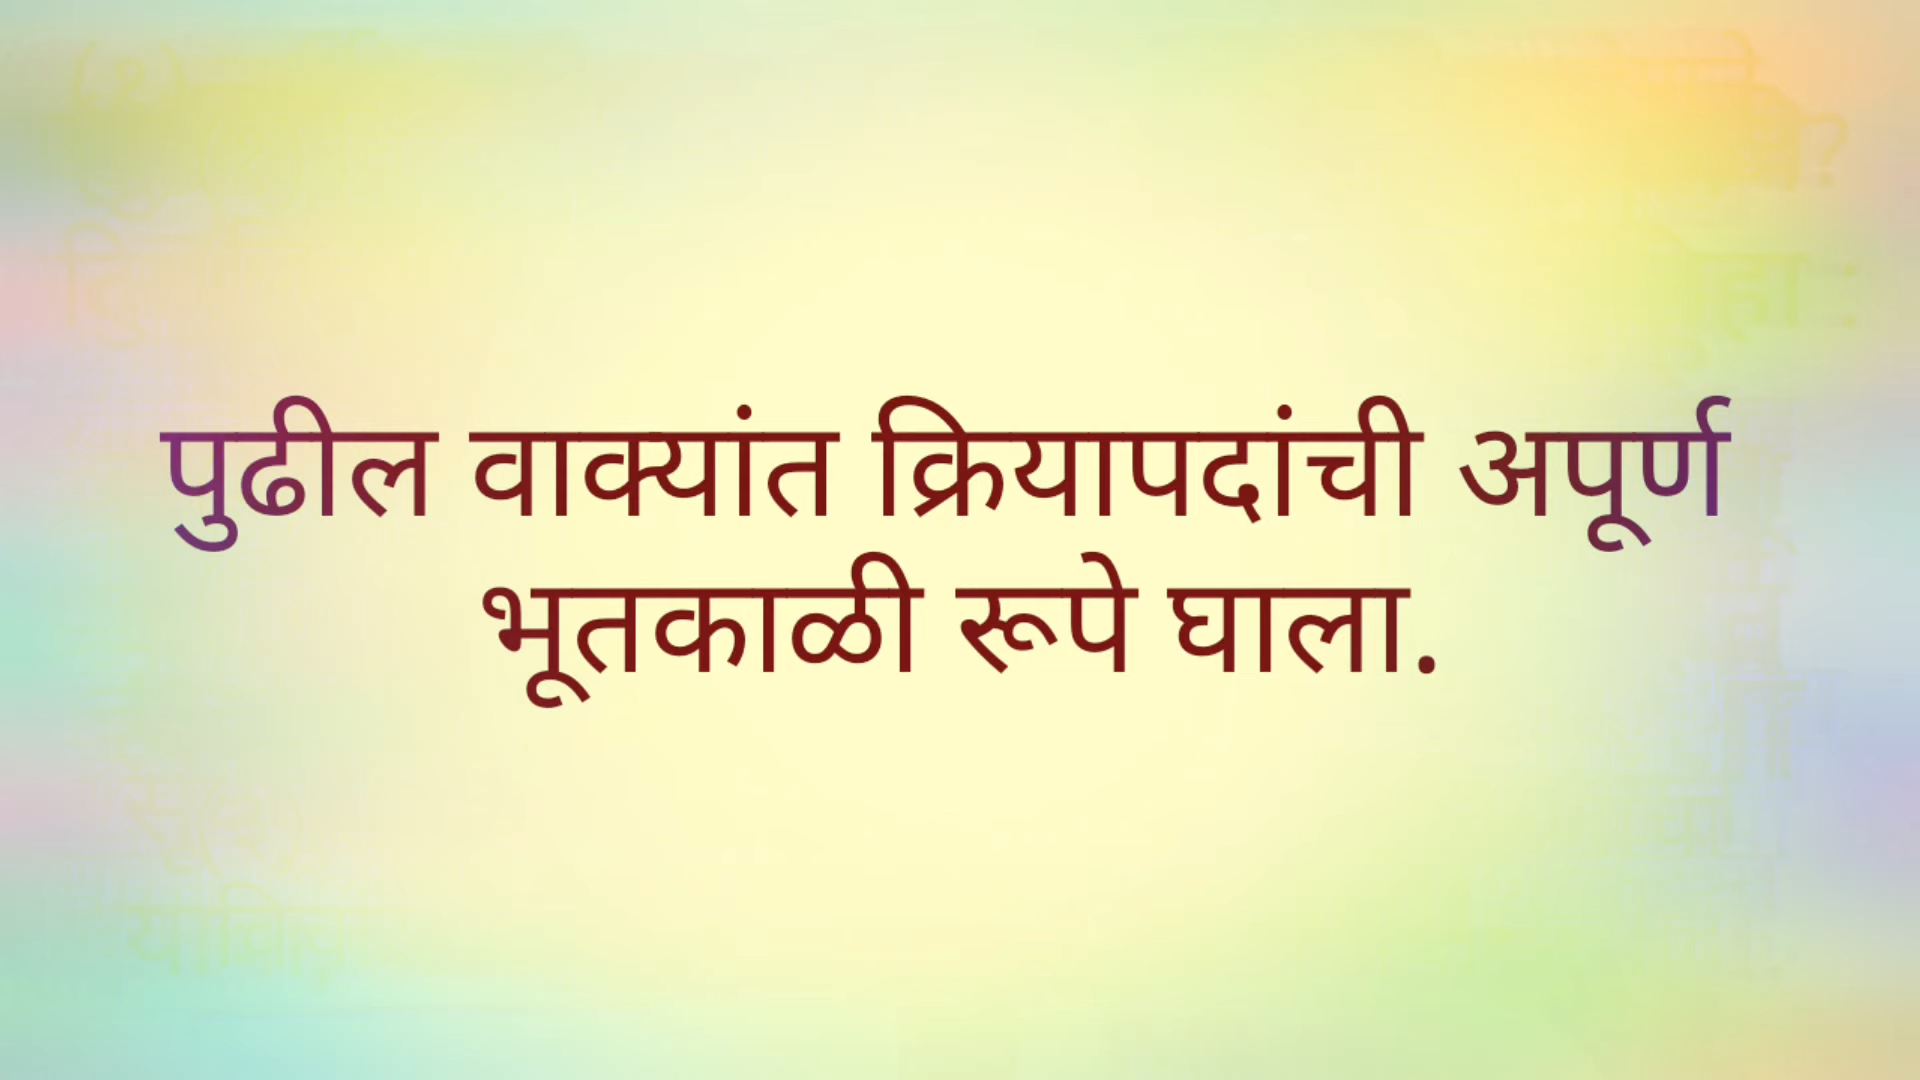 पुढील वाक्यांत क्रियापदांची अपूर्ण
भूतकाळी रूपे घाला.